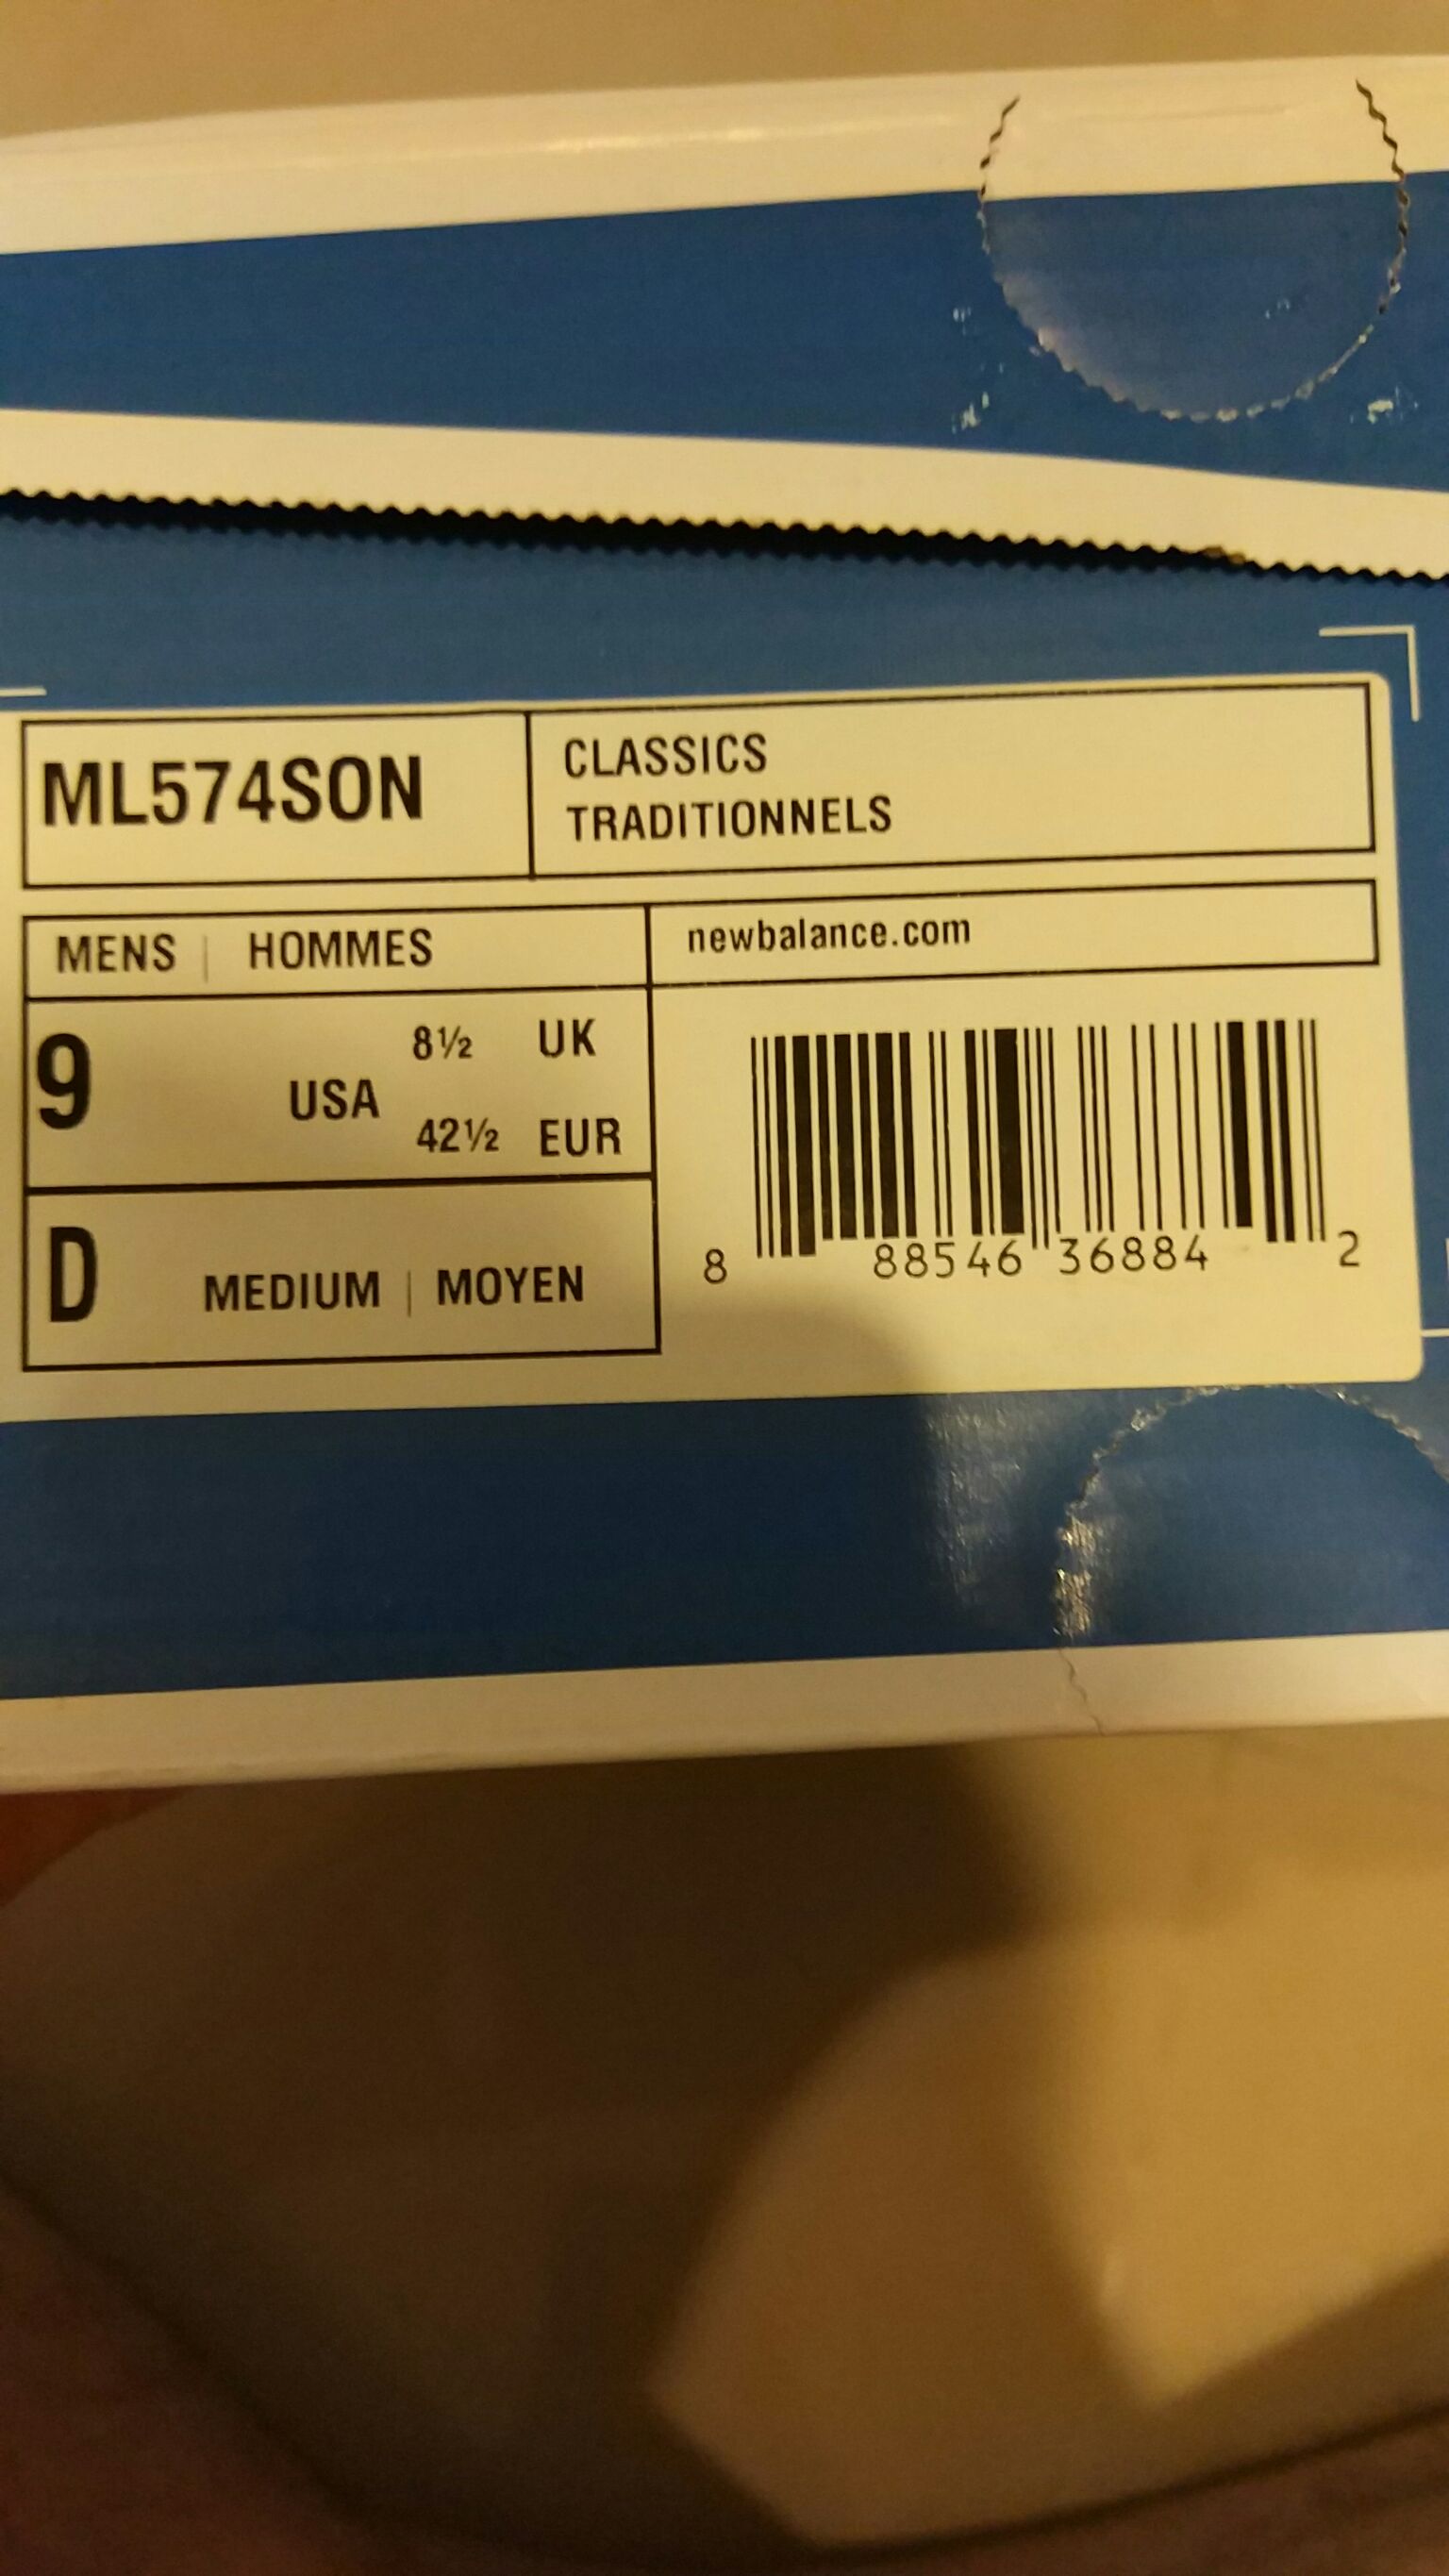 ML574SON
CLASSICS
TRADITIONNELS
MENS | HOMMES
newbalance.com
9 USA
8½ UK
42½ EUR
D MEDIUM | MOYEN
8 88546 36884 2